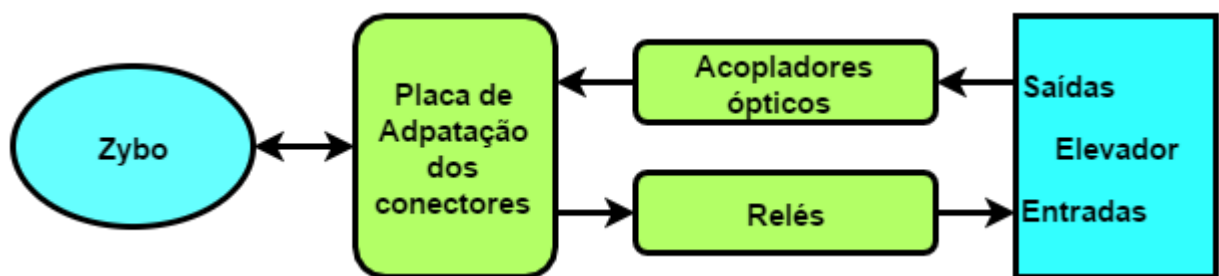 Zybo
Placa de
Adpatação
dos
conectores
Acopladores
ópticos
Relés
Saídas
Elevador
Entradas